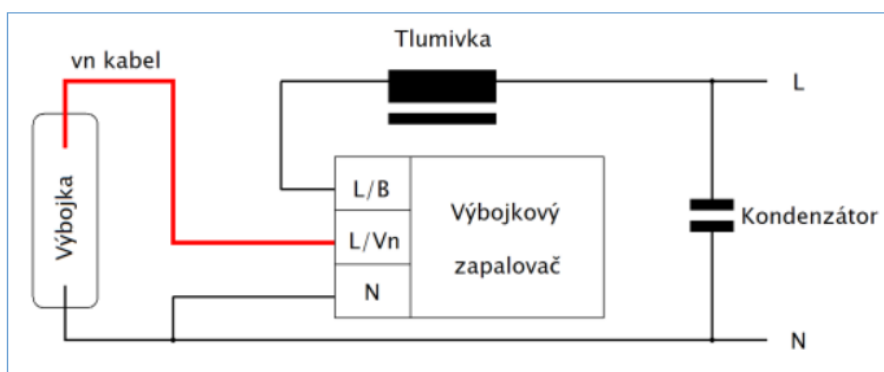 Tlumivka
vn kabel
L
L/B
Výbojka
Výbojkový
Kondenzátor
L/Vn
zapalovač
N
N